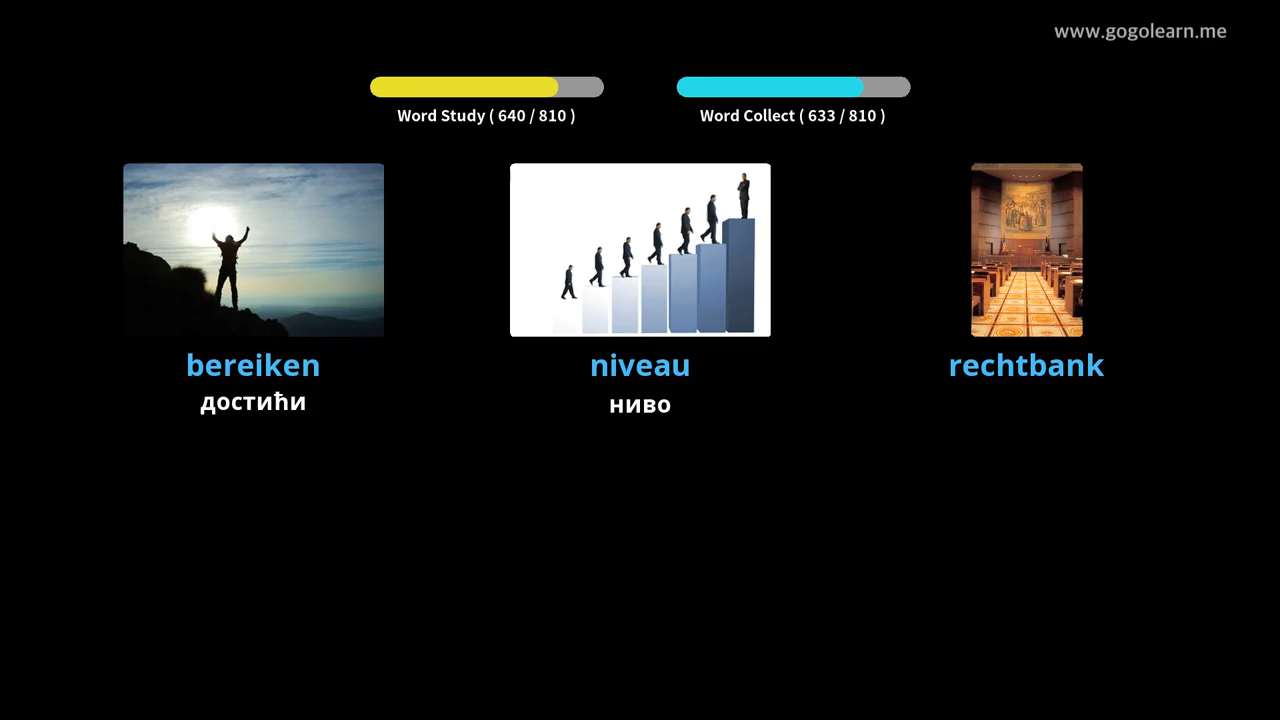 www.gogolearn.me
Word Study ( 640 / 810 )
Word Collect ( 633 / 810 )
bereiken
достићи
niveau
ниво
rechtbank